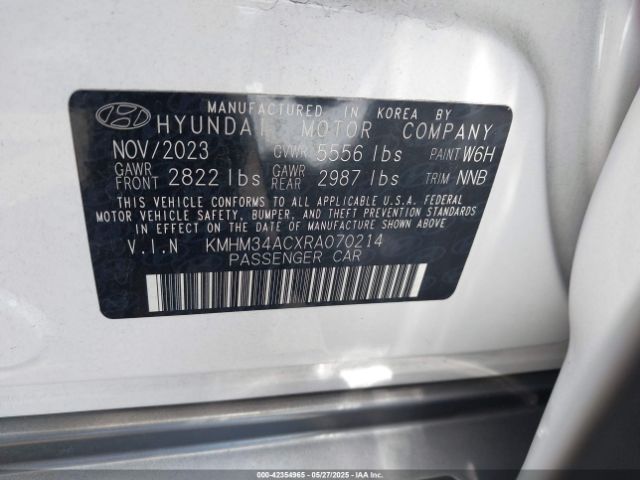 MANUFACTURED IN KOREA BY
HYUNDAI MOTOR COMPANY
NOV/2023 GVWR 5556 lbs PAINT W6H
GAWR FRONT 2822 lbs GAWR REAR 2987 lbs TRIM NNB
THIS VEHICLE CONFORMS TO ALL APPLICABLE U.S.A. FEDERAL
MOTOR VEHICLE SAFETY, BUMPER, AND THEFT PREVENTION STANDARDS
IN EFFECT ON THE DATE OF MANUFACTURE SHOWN ABOVE
V.I.N KMHM34ACXRA070214
PASSENGER CAR
00-42354965 - 05/27/2025 - IAA